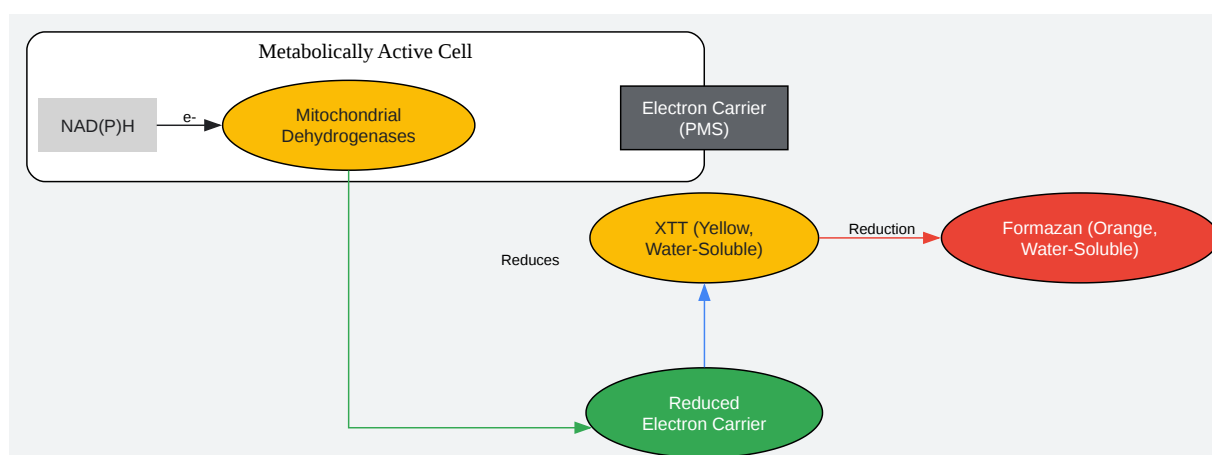 Metabolically Active Cell
NAD(P)H
e-
Mitochondrial
Dehydrogenases
Electron Carrier
(PMS)
XTT (Yellow,
Water-Soluble)
Reduction
Formazan (Orange,
Water-Soluble)
Reduces
Reduced
Electron Carrier